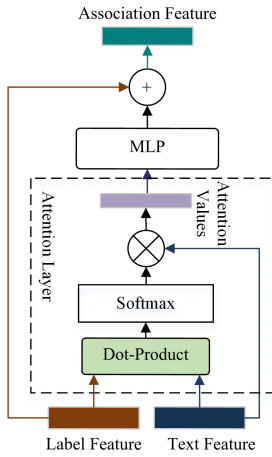 Association Feature
+
MLP
Attention
Values
Attention Layer
Softmax
Dot-Product
Label Feature
Text Feature